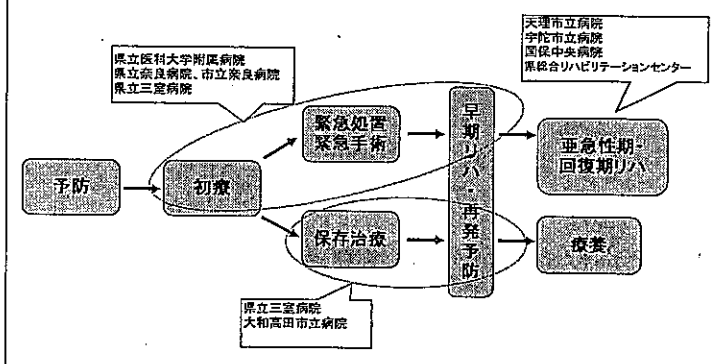 天理市立病院
宇陀市立病院
国保中央病院
県総合リハビリテーションセンター
県立医科大学附属病院
県立奈良病院、市立奈良病院
県立三室病院
緊急処置
緊急手術
早期リハ・再発予防
亜急性期・
回復期リハ
予防
初療
保存治療
療養
県立三室病院
大和高田市立病院